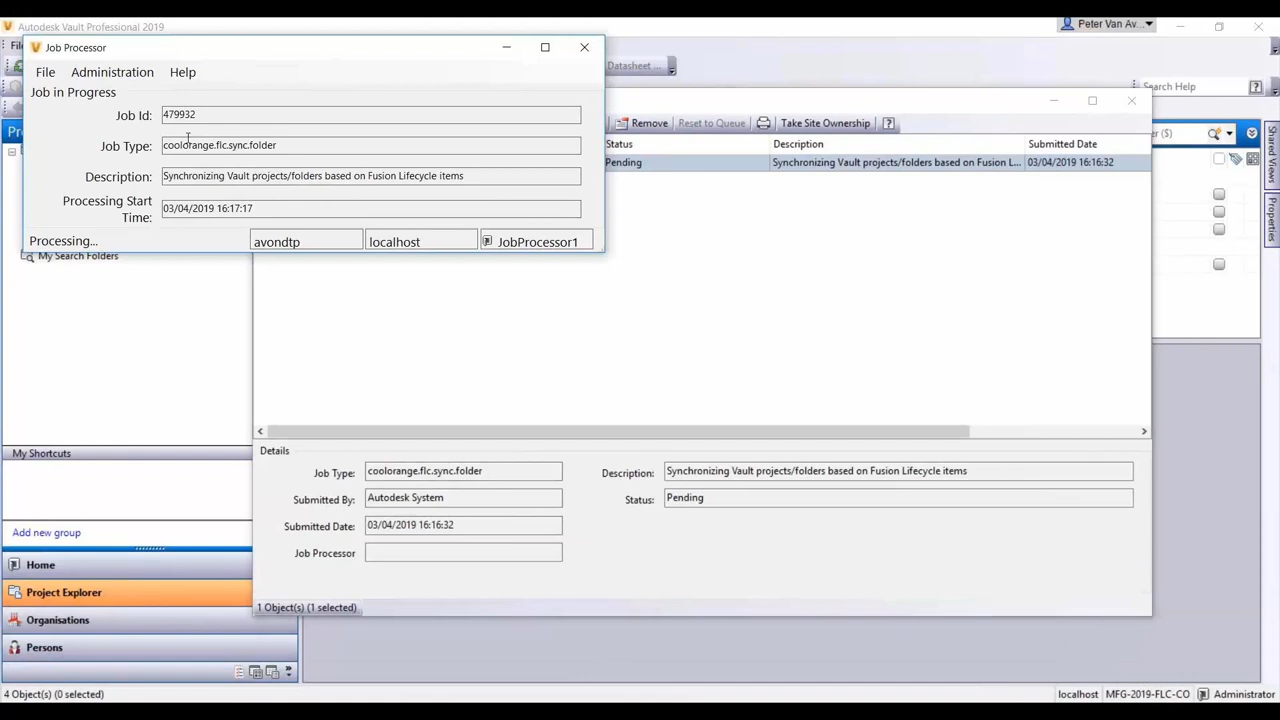 Autodesk Vault Professional 2019
Peter Van Av...
Job Processor
File Administration Help
Job in Progress
Job Id: 479932
Job Type: coolorange.flc.sync.folder
Description: Synchronizing Vault projects/folders based on Fusion Lifecycle items
Processing Start Time: 03/04/2019 16:17:17
Processing... avondtp localhost JobProcessor1
Datasheet ...
Search Help
Remove Reset to Queue Take Site Ownership
Status Description Submitted Date
Pending Synchronizing Vault projects/folders based on Fusion L... 03/04/2019 16:16:32
Shared Views
Properties
My Search Folders
My Shortcuts
Add new group
Home
Project Explorer
Organisations
Persons
Details
Job Type: coolorange.flc.sync.folder
Submitted By: Autodesk System
Submitted Date: 03/04/2019 16:16:32
Job Processor
Description: Synchronizing Vault projects/folders based on Fusion Lifecycle items
Status: Pending
1 Object(s) (1 selected)
4 Object(s) (0 selected)
localhost MFG-2019-FLC-CO Administrator